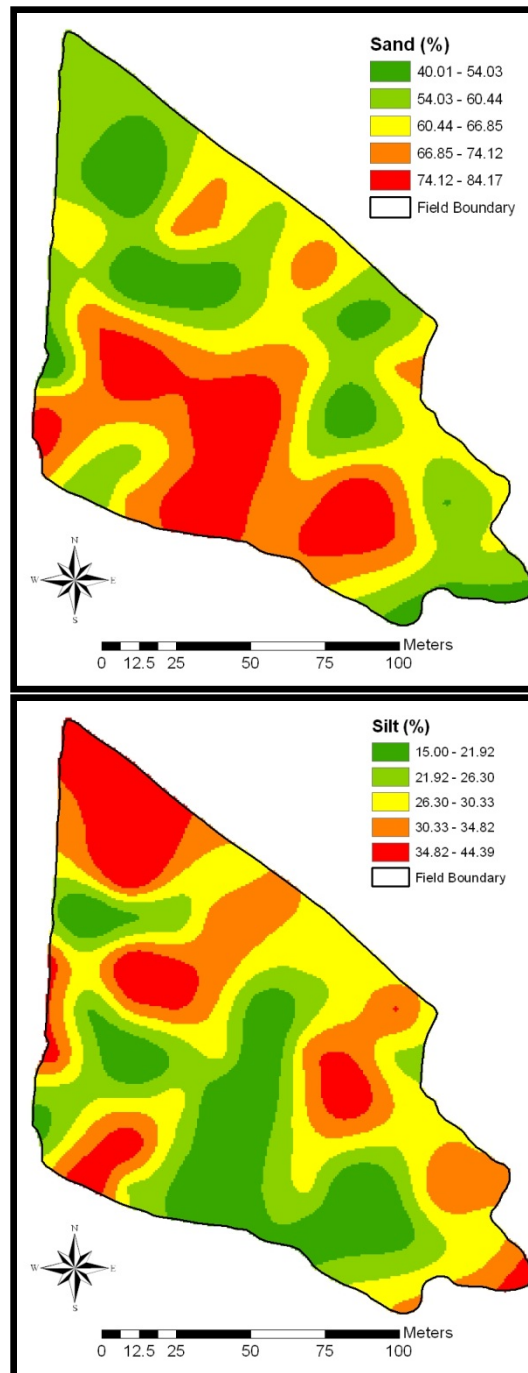 Sand (%)
40.01 - 54.03
54.03 - 60.44
60.44 - 66.85
66.85 - 74.12
74.12 - 84.17
Field Boundary
N
W E
S
Meters
0 12.5 25 50 75 100
Silt (%)
15.00 - 21.92
21.92 - 26.30
26.30 - 30.33
30.33 - 34.82
34.82 - 44.39
Field Boundary
N
W E
S
Meters
0 12.5 25 50 75 100